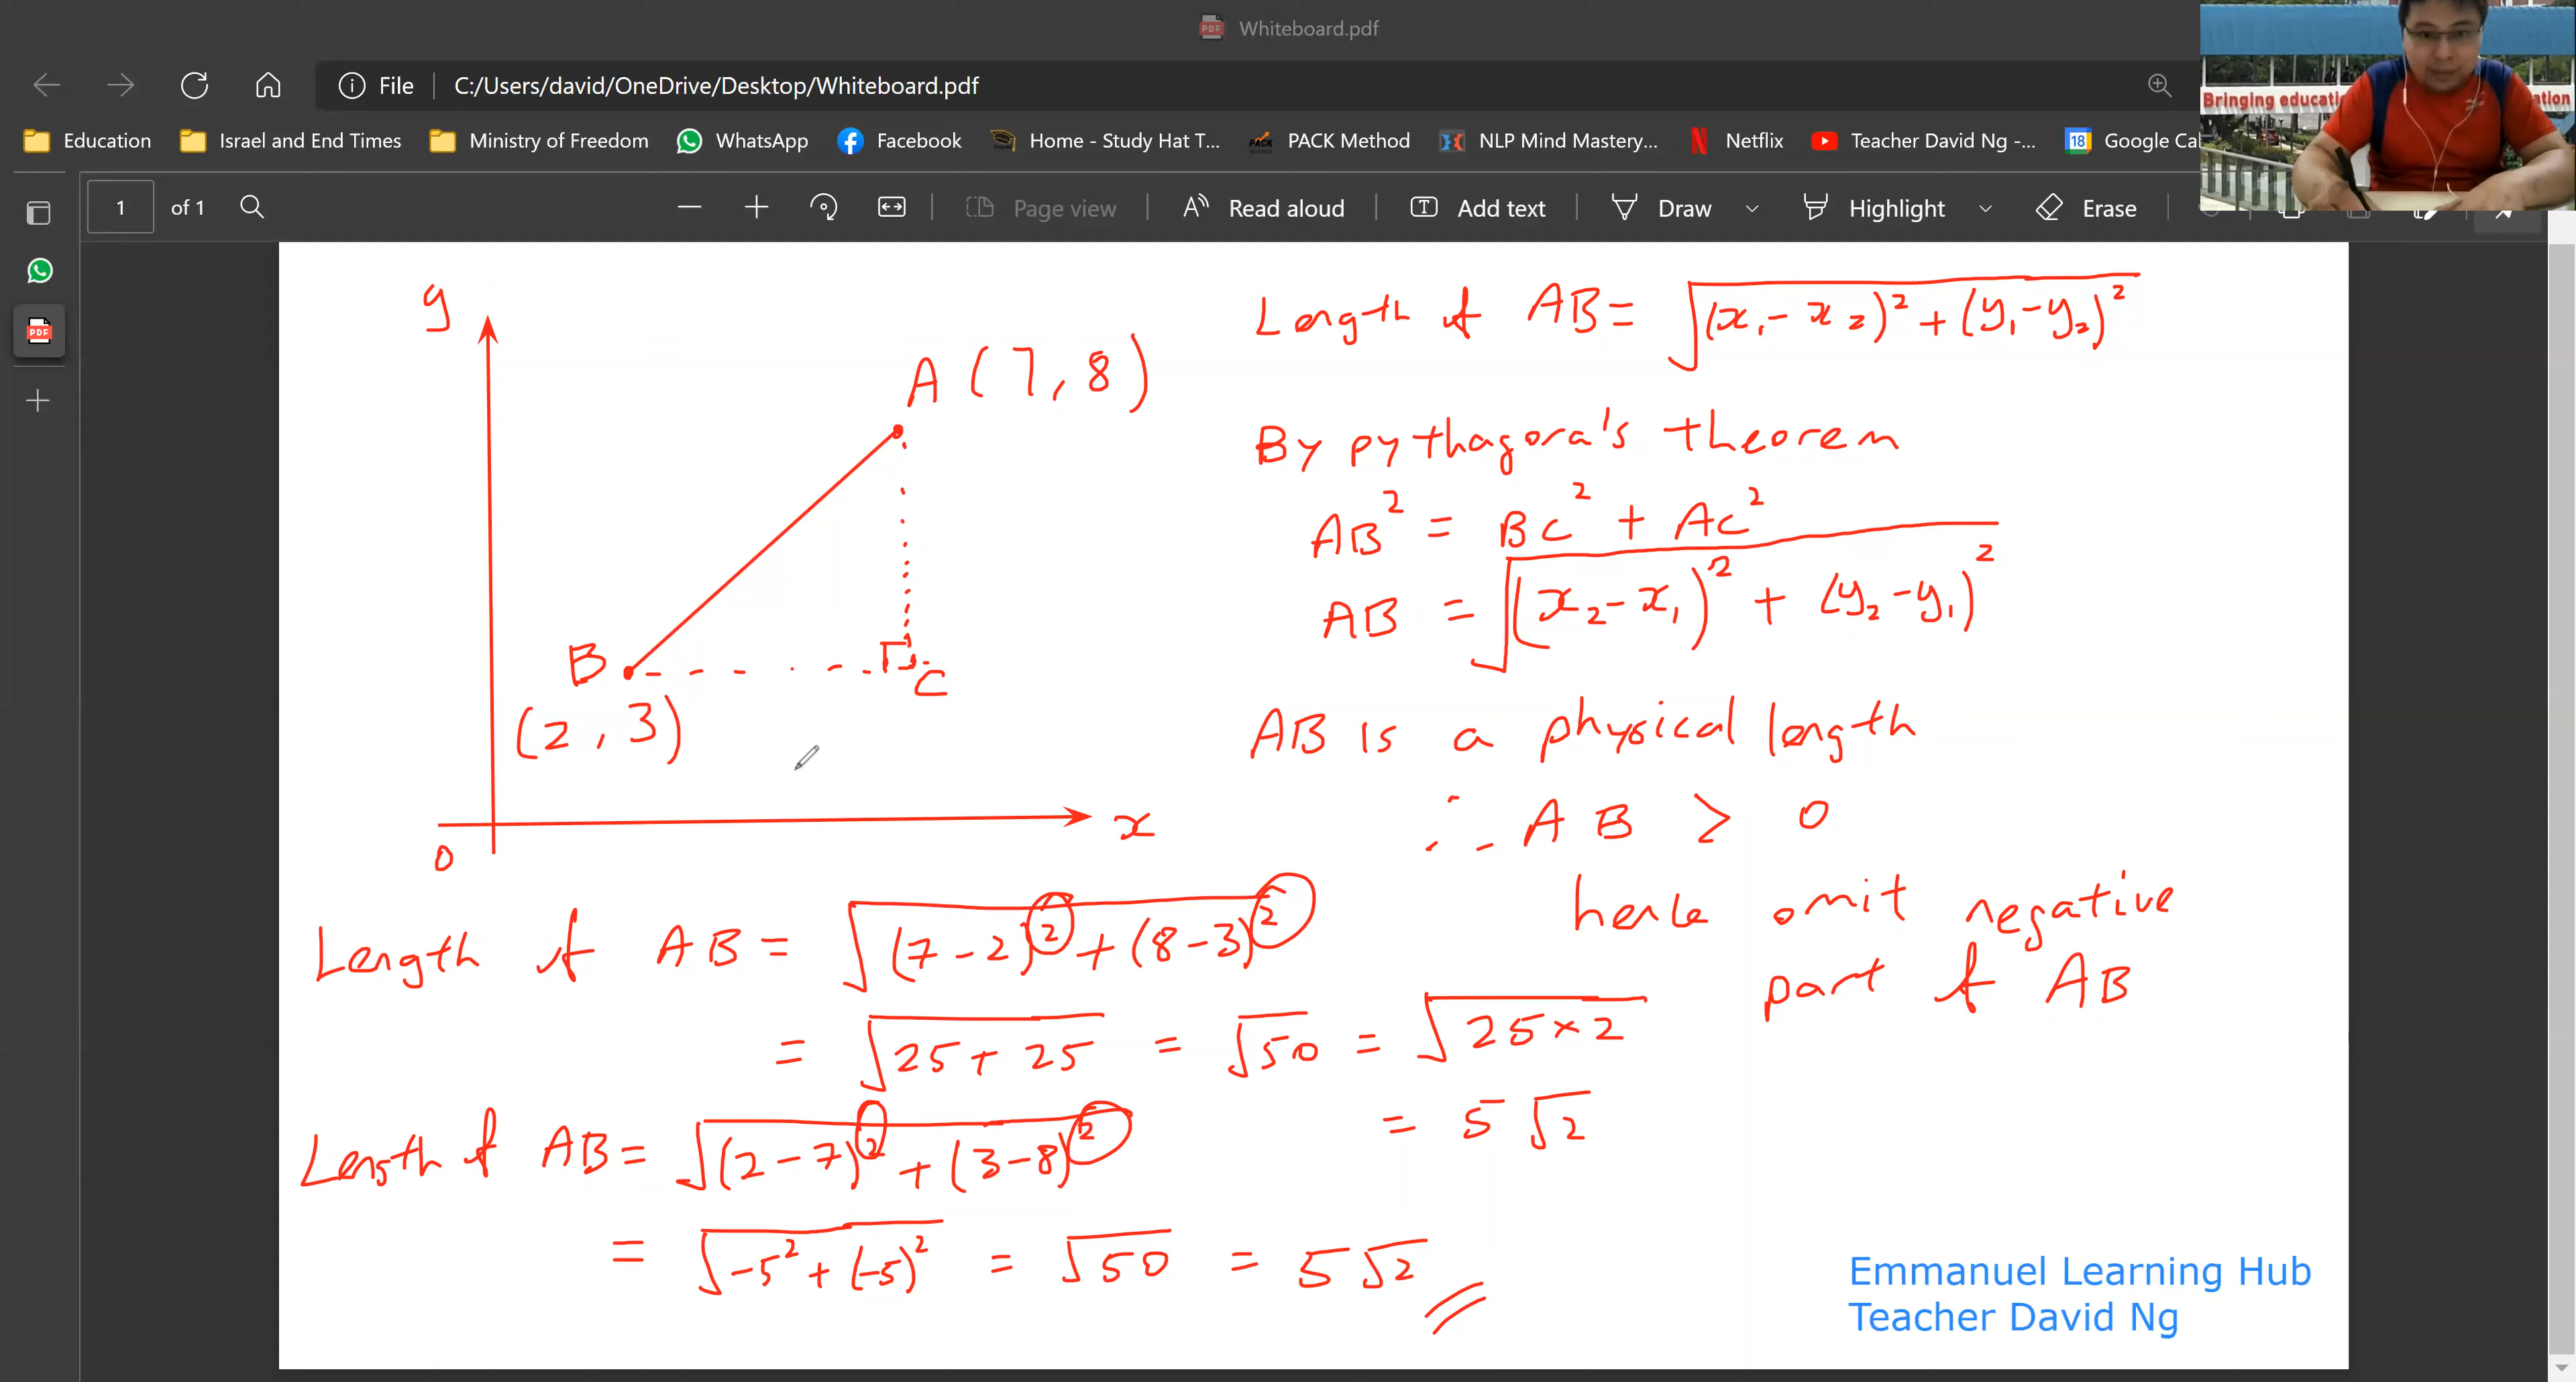 Whiteboard.pdf
File C:/Users/david/OneDrive/Desktop/Whiteboard.pdf
Bringing educati
ation
Education Israel and End Times Ministry of Freedom WhatsApp Facebook Home - Study Hat T... PACK Method NLP Mind Mastery... Netflix Teacher David Ng -... 18 Google Cal
1 of 1 Page view Read aloud Add text Draw Highlight Erase
PDF
y
A (7, 8)
B
(2, 3)
C
x
0
Length of AB = √(x₁ - x₂)² + (y₁ - y₂)²
By pythagora's theorem
AB² = BC² + AC²
AB = √(x₂ - x₁)² + (y₂ - y₁)²
AB is a physical length
∴ AB > 0
hence omit negative
part of AB
Length of AB = √(7 - 2)² + (8 - 3)²
= √25 + 25 = √50 = √25 × 2
= 5√2
Length of AB = √(2 - 7)² + (3 - 8)²
= √-5² + (-5)² = √50 = 5√2
Emmanuel Learning Hub
Teacher David Ng